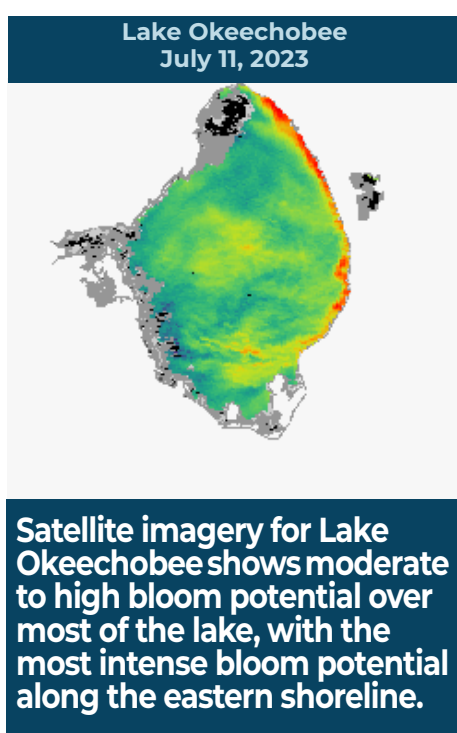 Lake Okeechobee
July 11, 2023
Satellite imagery for Lake
Okeechobee shows moderate
to high bloom potential over
most of the lake, with the
most intense bloom potential
along the eastern shoreline.